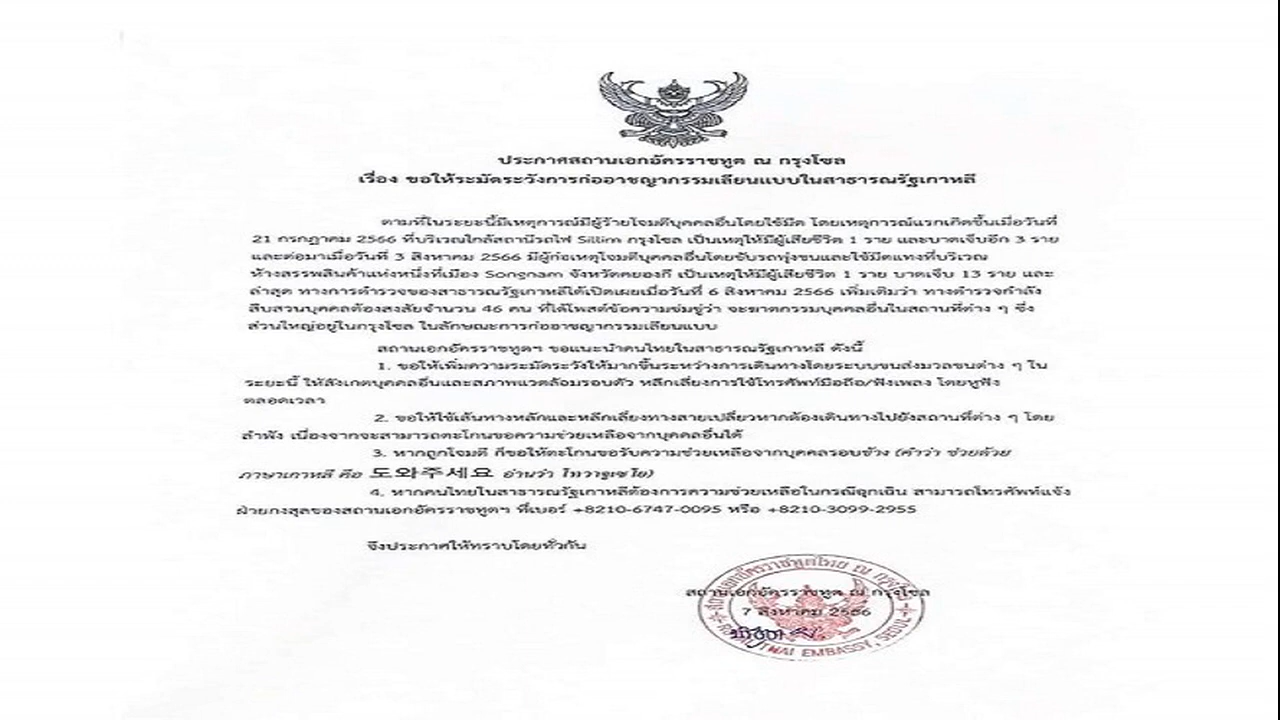 ประกาศสถานเอกอัครราชทูต ณ กรุงโซล
เรื่อง ขอให้ระมัดระวังการก่ออาชญากรรมเลียนแบบในสาธารณรัฐเกาหลี
ตามที่ในระยะนี้มีเหตุการณ์มีผู้ร้ายโจมตีบุคคลอื่นโดยใช้มีด โดยเหตุการณ์แรกเกิดขึ้นเมื่อวันที่
21 กรกฎาคม 2566 ที่บริเวณใกล้สถานีรถไฟ Sillim กรุงโซล เป็นเหตุให้มีผู้เสียชีวิต 1 ราย และบาดเจ็บอีก 3 ราย
และต่อมาเมื่อวันที่ 3 สิงหาคม 2566 มีผู้ก่อเหตุโจมตีบุคคลอื่นโดยขับรถพุ่งชนและใช้มีดแทงที่บริเวณ
ห้างสรรพสินค้าแห่งหนึ่งที่เมือง Songnam จังหวัดคยองกี เป็นเหตุให้มีผู้เสียชีวิต 1 ราย บาดเจ็บ 13 ราย และ
ล่าสุด ทางการตำรวจของสาธารณรัฐเกาหลีได้เปิดเผยเมื่อวันที่ 6 สิงหาคม 2566 เพิ่มเติมว่า ทางตำรวจกำลัง
สืบสวนบุคคลต้องสงสัยจำนวน 46 คน ที่ได้โพสต์ข้อความข่มขู่ว่า จะฆาตกรรมบุคคลอื่นในสถานที่ต่าง ๆ ซึ่ง
ส่วนใหญ่อยู่ในกรุงโซล ในลักษณะการก่ออาชญากรรมเลียนแบบ
สถานเอกอัครราชทูตฯ ขอแนะนำคนไทยในสาธารณรัฐเกาหลี ดังนี้
1. ขอให้เพิ่มความระมัดระวังให้มากขึ้นระหว่างการเดินทางโดยระบบขนส่งมวลชนต่าง ๆ ใน
ระยะนี้ ให้สังเกตบุคคลอื่นและสภาพแวดล้อมรอบตัว หลีกเลี่ยงการใช้โทรศัพท์มือถือ/ฟังเพลง โดยหูฟัง
ตลอดเวลา
2. ขอให้ใช้เส้นทางหลักและหลีกเลี่ยงทางสายเปลี่ยวหากต้องเดินทางไปยังสถานที่ต่าง ๆ โดย
ลำพัง เนื่องจากจะสามารถตะโกนขอความช่วยเหลือจากบุคคลอื่นได้
3. หากถูกโจมตี ก็ขอให้ตะโกนขอรับความช่วยเหลือจากบุคคลรอบข้าง (คำว่า ช่วยด้วย
ภาษาเกาหลี คือ 도와주세요 อ่านว่า โทวาจูเซโย)
4. หากคนไทยในสาธารณรัฐเกาหลีต้องการความช่วยเหลือในกรณีฉุกเฉิน สามารถโทรศัพท์แจ้ง
ฝ่ายกงสุลของสถานเอกอัครราชทูตฯ ที่เบอร์ +8210-6747-0095 หรือ +8210-3099-2955
จึงประกาศให้ทราบโดยทั่วกัน
สถานเอกอัครราชทูตไทย ณ กรุงโซล
สถานเอกอัครราชทูต ณ กรุงโซล
7 สิงหาคม 2566
ROYAL THAI EMBASSY, SEOUL